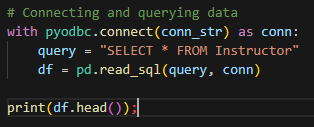 # Connecting and querying data
with pyodbc.connect(conn_str) as conn:
    query = "SELECT * FROM Instructor"
    df = pd.read_sql(query, conn)
print(df.head());